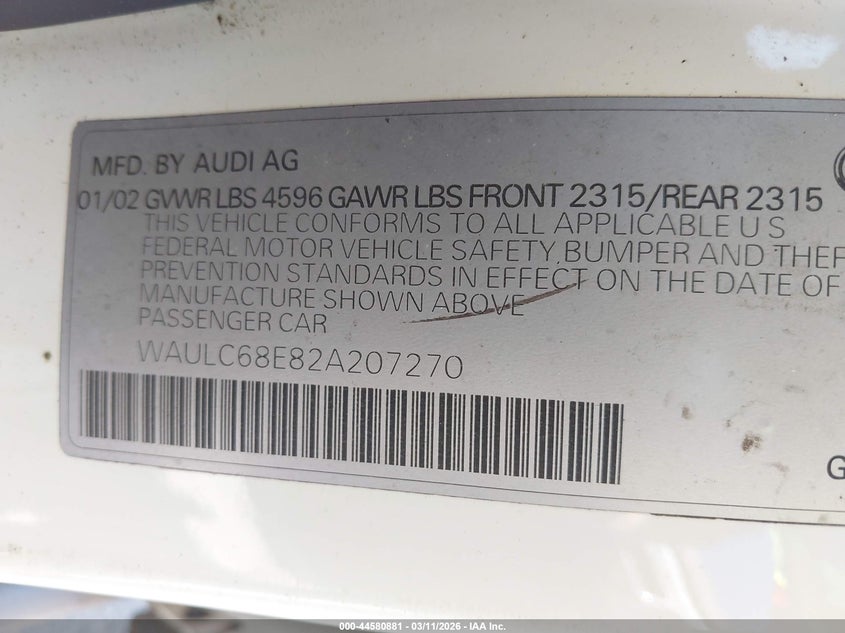 MFD. BY AUDI AG
01/02 GVWR LBS 4596 GAWR LBS FRONT 2315/REAR 2315
THIS VEHICLE CONFORMS TO ALL APPLICABLE U S
FEDERAL MOTOR VEHICLE SAFETY, BUMPER AND THEF
PREVENTION STANDARDS IN EFFECT ON THE DATE OF
MANUFACTURE SHOWN ABOVE
PASSENGER CAR
WAULC68E82A207270
G
000-44580881 - 03/11/2026 - IAA Inc.